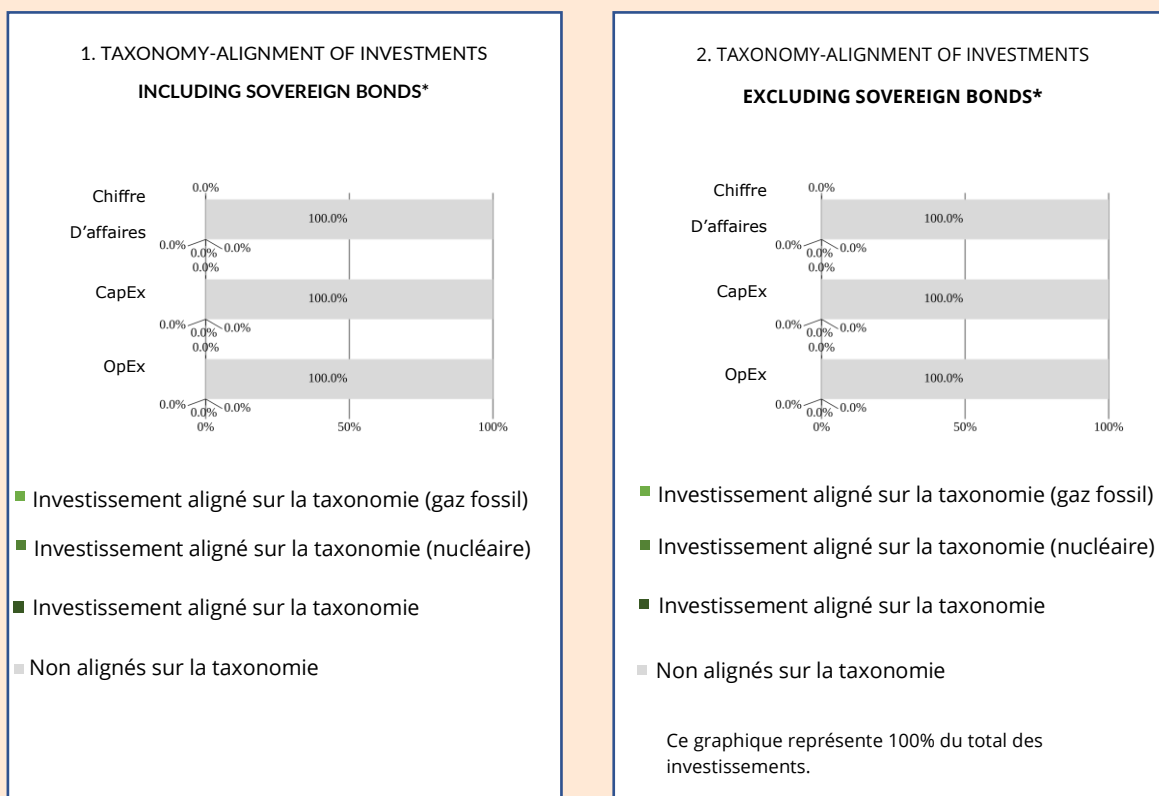 1. TAXONOMY-ALIGNMENT OF INVESTMENTS
INCLUDING SOVEREIGN BONDS*
Chiffre
D'affaires
0.0%
100.0%
0.0%
0.0%
0.0%
0.0%
CapEx
100.0%
0.0%
0.0%
0.0%
0.0%
OpEx
100.0%
0.0%
0.0%
0.0%
0%
50%
100%
Investissement aligné sur la taxonomie (gaz fossil)
Investissement aligné sur la taxonomie (nucléaire)
Investissement aligné sur la taxonomie
Non alignés sur la taxonomie
2. TAXONOMY-ALIGNMENT OF INVESTMENTS
EXCLUDING SOVEREIGN BONDS*
Chiffre
D'affaires
0.0%
100.0%
0.0%
0.0%
0.0%
0.0%
CapEx
100.0%
0.0%
0.0%
0.0%
0.0%
OpEx
100.0%
0.0%
0.0%
0.0%
0%
50%
100%
Investissement aligné sur la taxonomie (gaz fossil)
Investissement aligné sur la taxonomie (nucléaire)
Investissement aligné sur la taxonomie
Non alignés sur la taxonomie
Ce graphique représente 100% du total des
investissements.